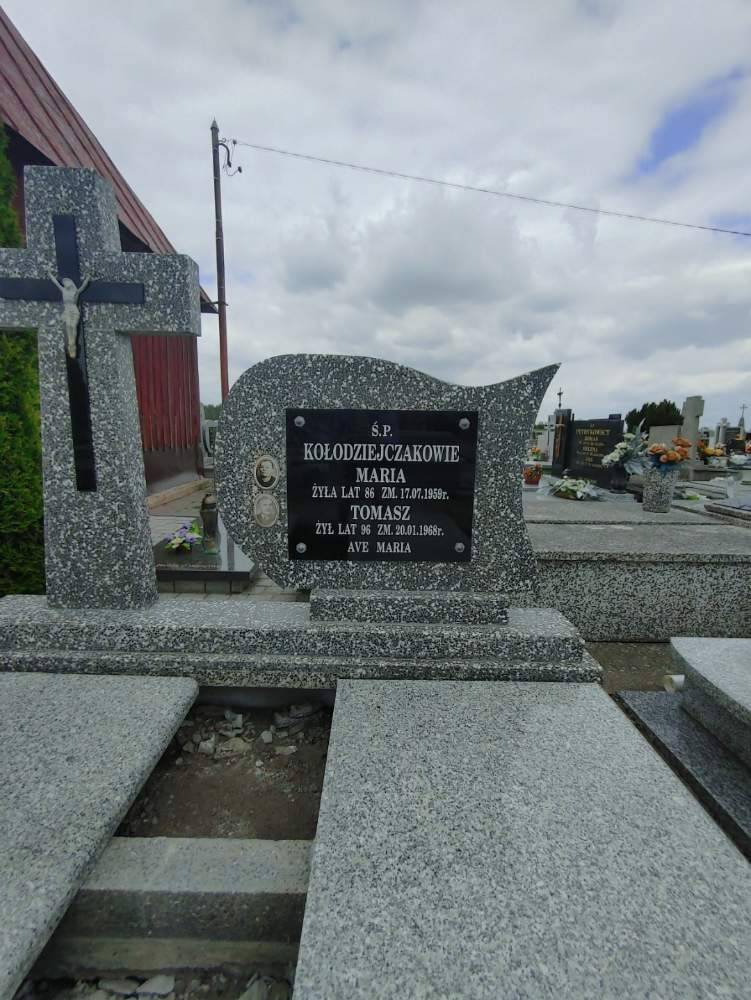 Ś.P.
KOŁODZIEJCZAKOWIE
MARIA
ŻYŁA LAT 86 ZM. 17.07.1959r.
TOMASZ
ŻYŁ LAT 96 ZM. 20.01.1968r.
AVE MARIA